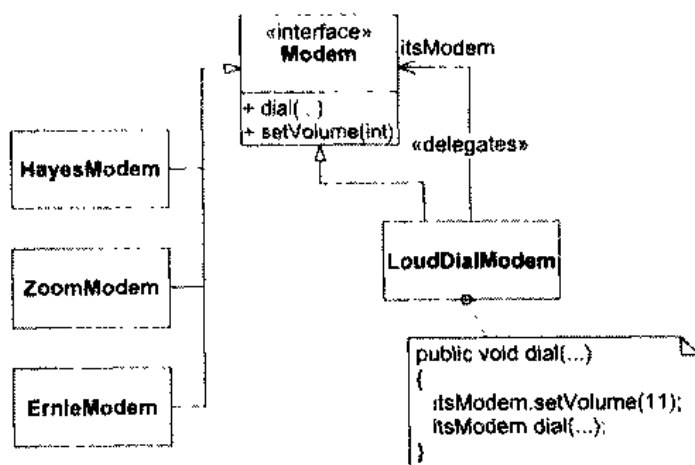 «interface»
Modem
itsModem
+ dial(..)
+ setVolume(int)
«delegates»
HayesModem
ZoomModem
ErnieModem
LoudDialModem
public void dial(...)
{
itsModem.setVolume(11);
itsModem dial(...);
}